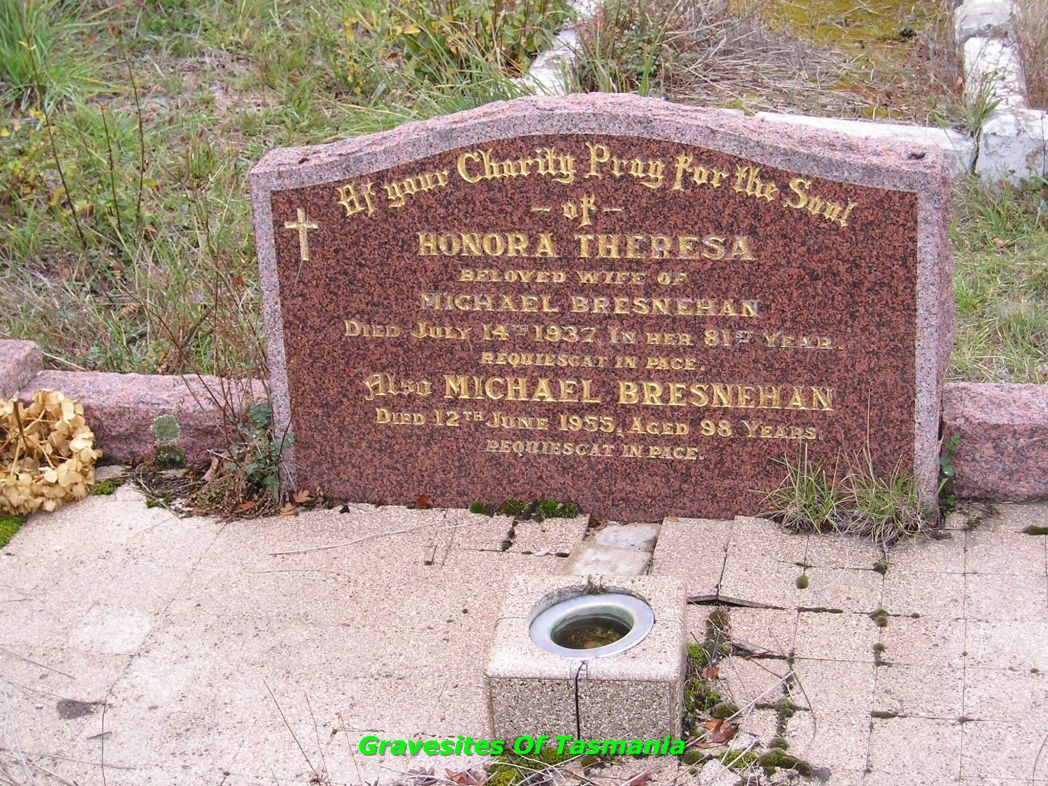 Of your Charity Pray for the Soul
- of -
HONORA THERESA
BELOVED WIFE OF
MICHAEL BRESNEHAN
DIED JULY 14TH 1937, IN HER 81ST YEAR.
REQUIESCAT IN PACE.
Also MICHAEL BRESNEHAN
DIED 12TH JUNE 1955, AGED 98 YEARS.
REQUIESCAT IN PACE.
Gravesites Of Tasmania